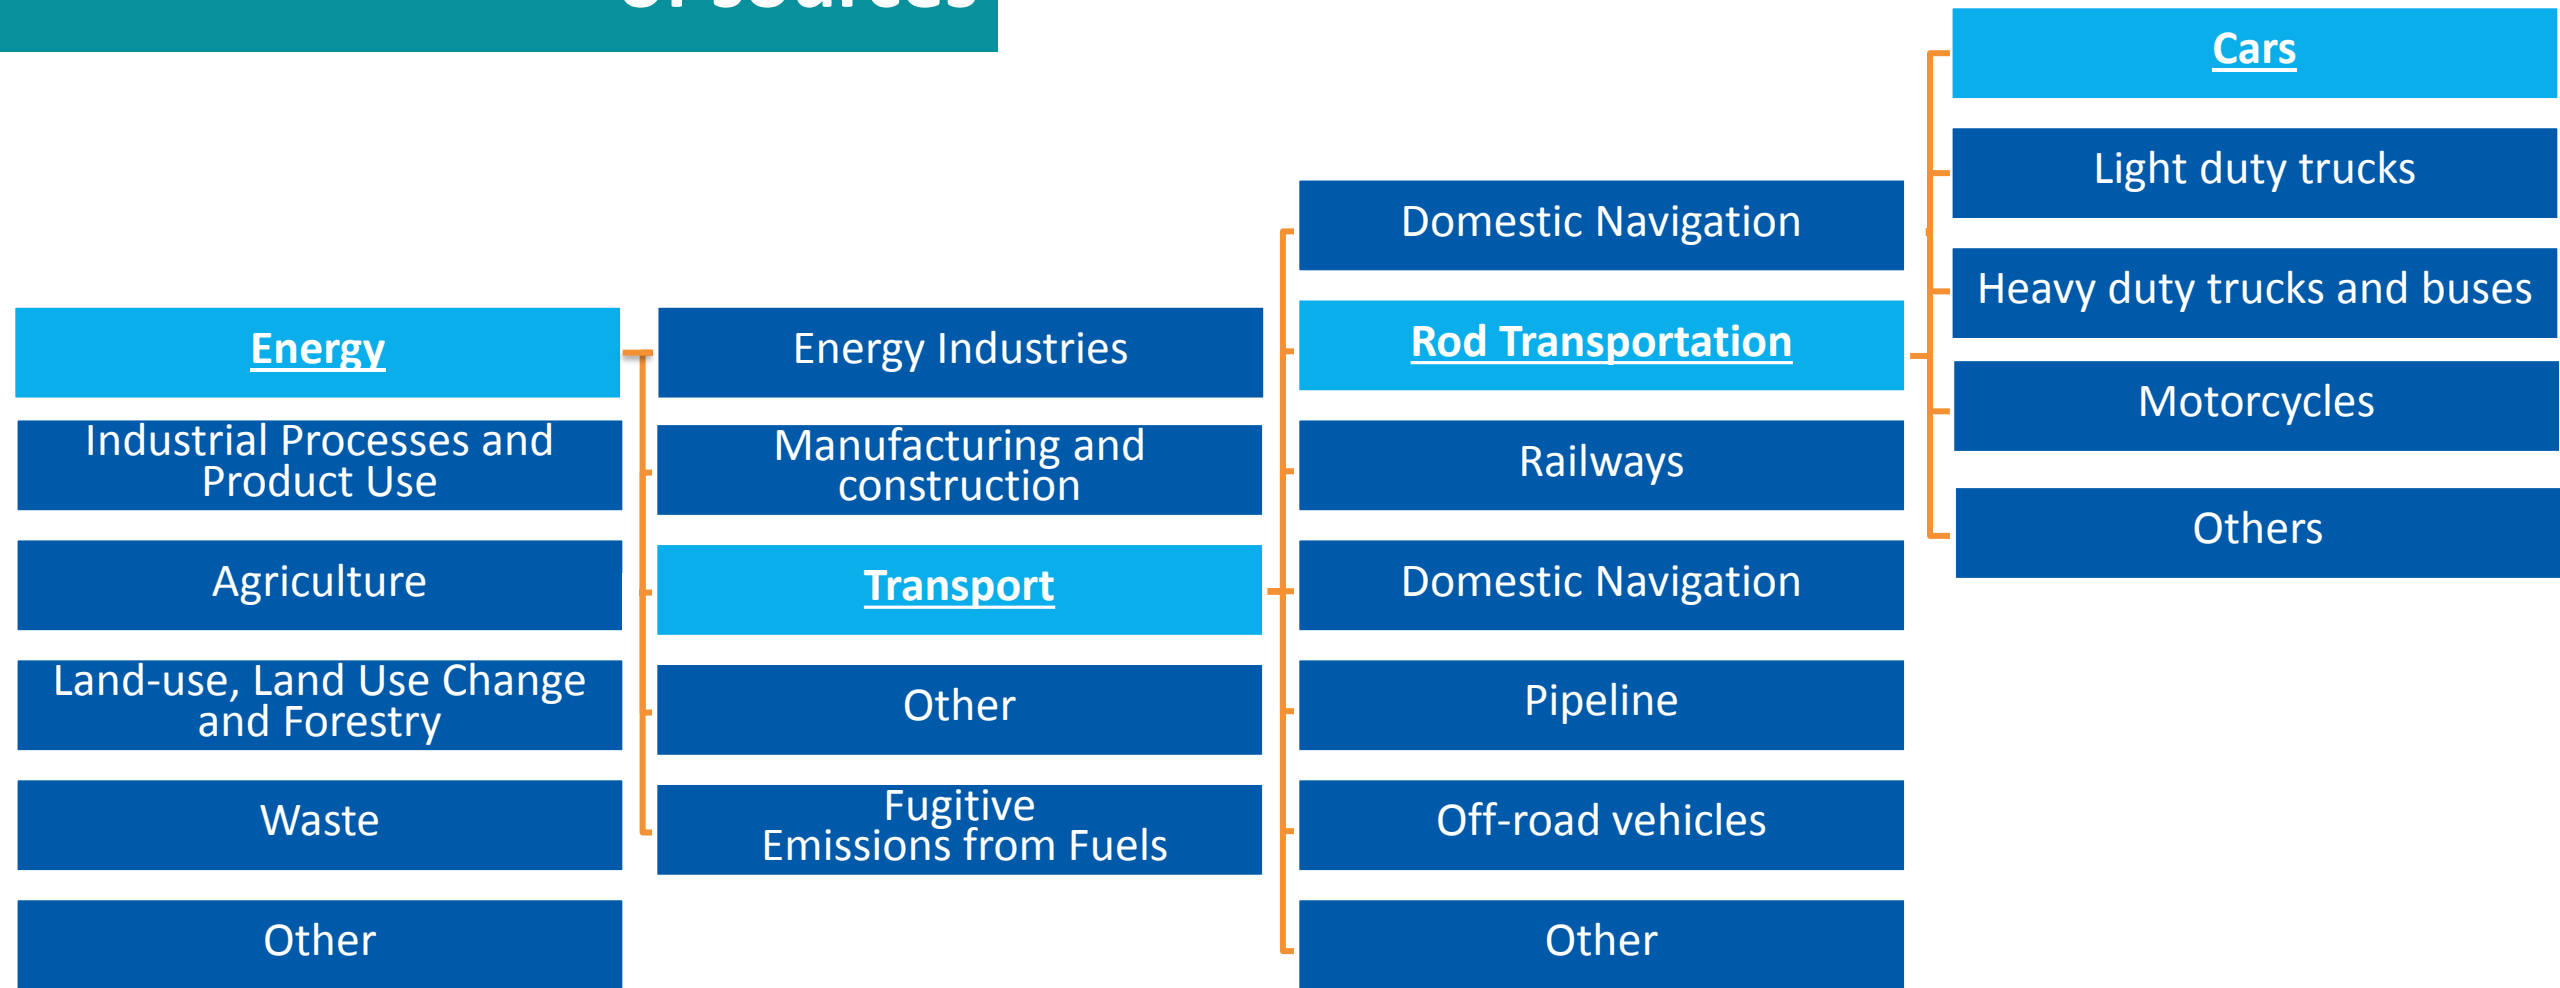 of sources
Energy
Industrial Processes and
Product Use
Agriculture
Land-use, Land Use Change
and Forestry
Waste
Other
Energy Industries
Manufacturing and
construction
Transport
Other
Fugitive
Emissions from Fuels
Domestic Navigation
Rod Transportation
Railways
Domestic Navigation
Pipeline
Off-road vehicles
Other
Cars
Light duty trucks
Heavy duty trucks and buses
Motorcycles
Others